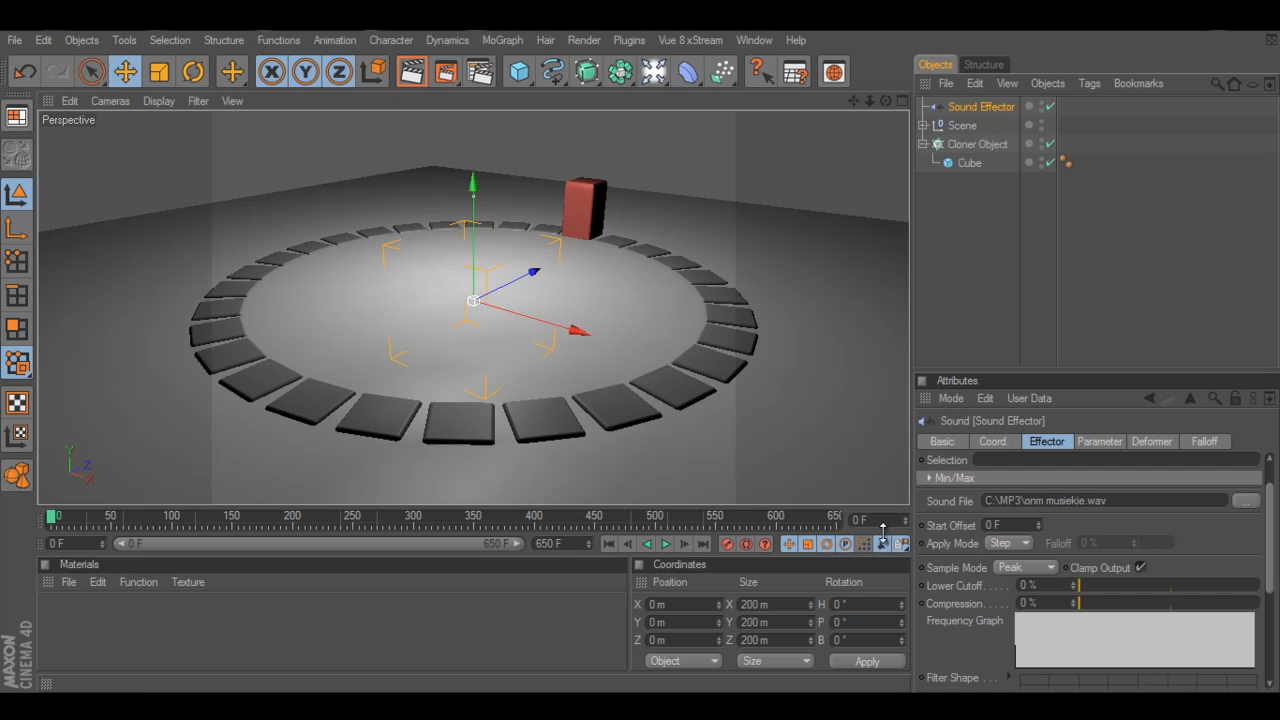 File Edit Objects Tools Selection Structure Functions Animation Character Dynamics MoGraph Hair Render Plugins Vue 8 xStream Window Help
Objects Structure
File Edit View Objects Tags Bookmarks
Edit Cameras Display Filter View
Perspective
Sound Effector
Scene
Cloner Object
Cube
Attributes
Mode Edit User Data
Sound [Sound Effector]
Basic Coord. Effector Parameter Deformer Falloff
Selection
Min/Max
Sound File C:\MP3\onm musiekie.wav ...
Start Offset 0 F
Apply Mode Step Falloff 0 %
Sample Mode Peak Clamp Output
Lower Cutoff 0 %
Compression 0 %
Frequency Graph
Filter Shape
X Y Z
Y Z X
0 50 100 150 200 250 300 350 400 450 500 550 600 0 F
0 F 0 F 650 F 650 F
Materials
File Edit Function Texture
Coordinates
Position Size Rotation
X 0 m X 200 m H 0 °
Y 0 m Y 200 m P 0 °
Z 0 m Z 200 m B 0 °
Object Size Apply
MAXON
CINEMA 4D